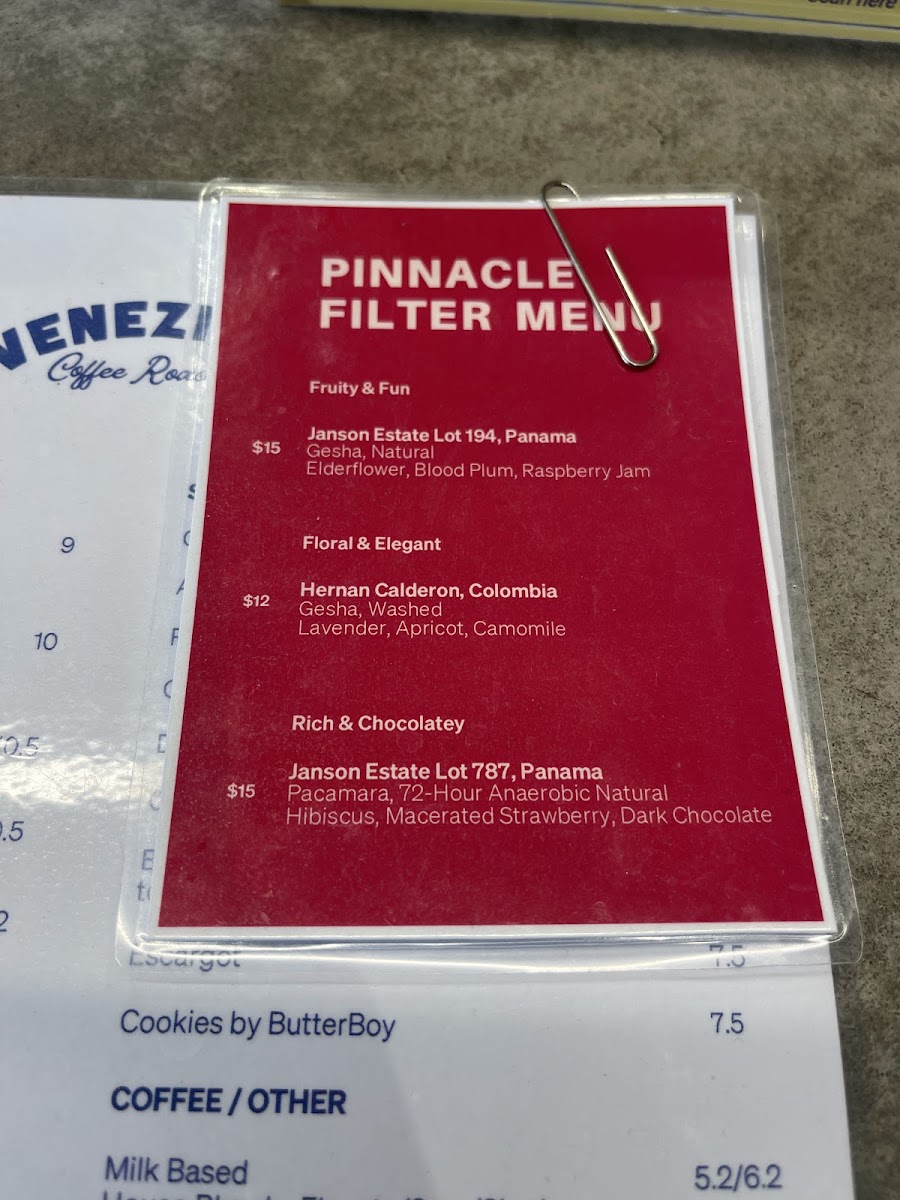 PINNACLE
FILTER MENU
Fruity & Fun
$15
Janson Estate Lot 194, Panama
Gesha, Natural
Elderflower, Blood Plum, Raspberry Jam
Floral & Elegant
$12
Hernan Calderon, Colombia
Gesha, Washed
Lavender, Apricot, Camomile
Rich & Chocolatey
$15
Janson Estate Lot 787, Panama
Pacamara, 72-Hour Anaerobic Natural
Hibiscus, Macerated Strawberry, Dark Chocolate
Coffee
9
10
Escargot 7.5
Cookies by ButterBoy 7.5
COFFEE / OTHER
Milk Based 5.2/6.2